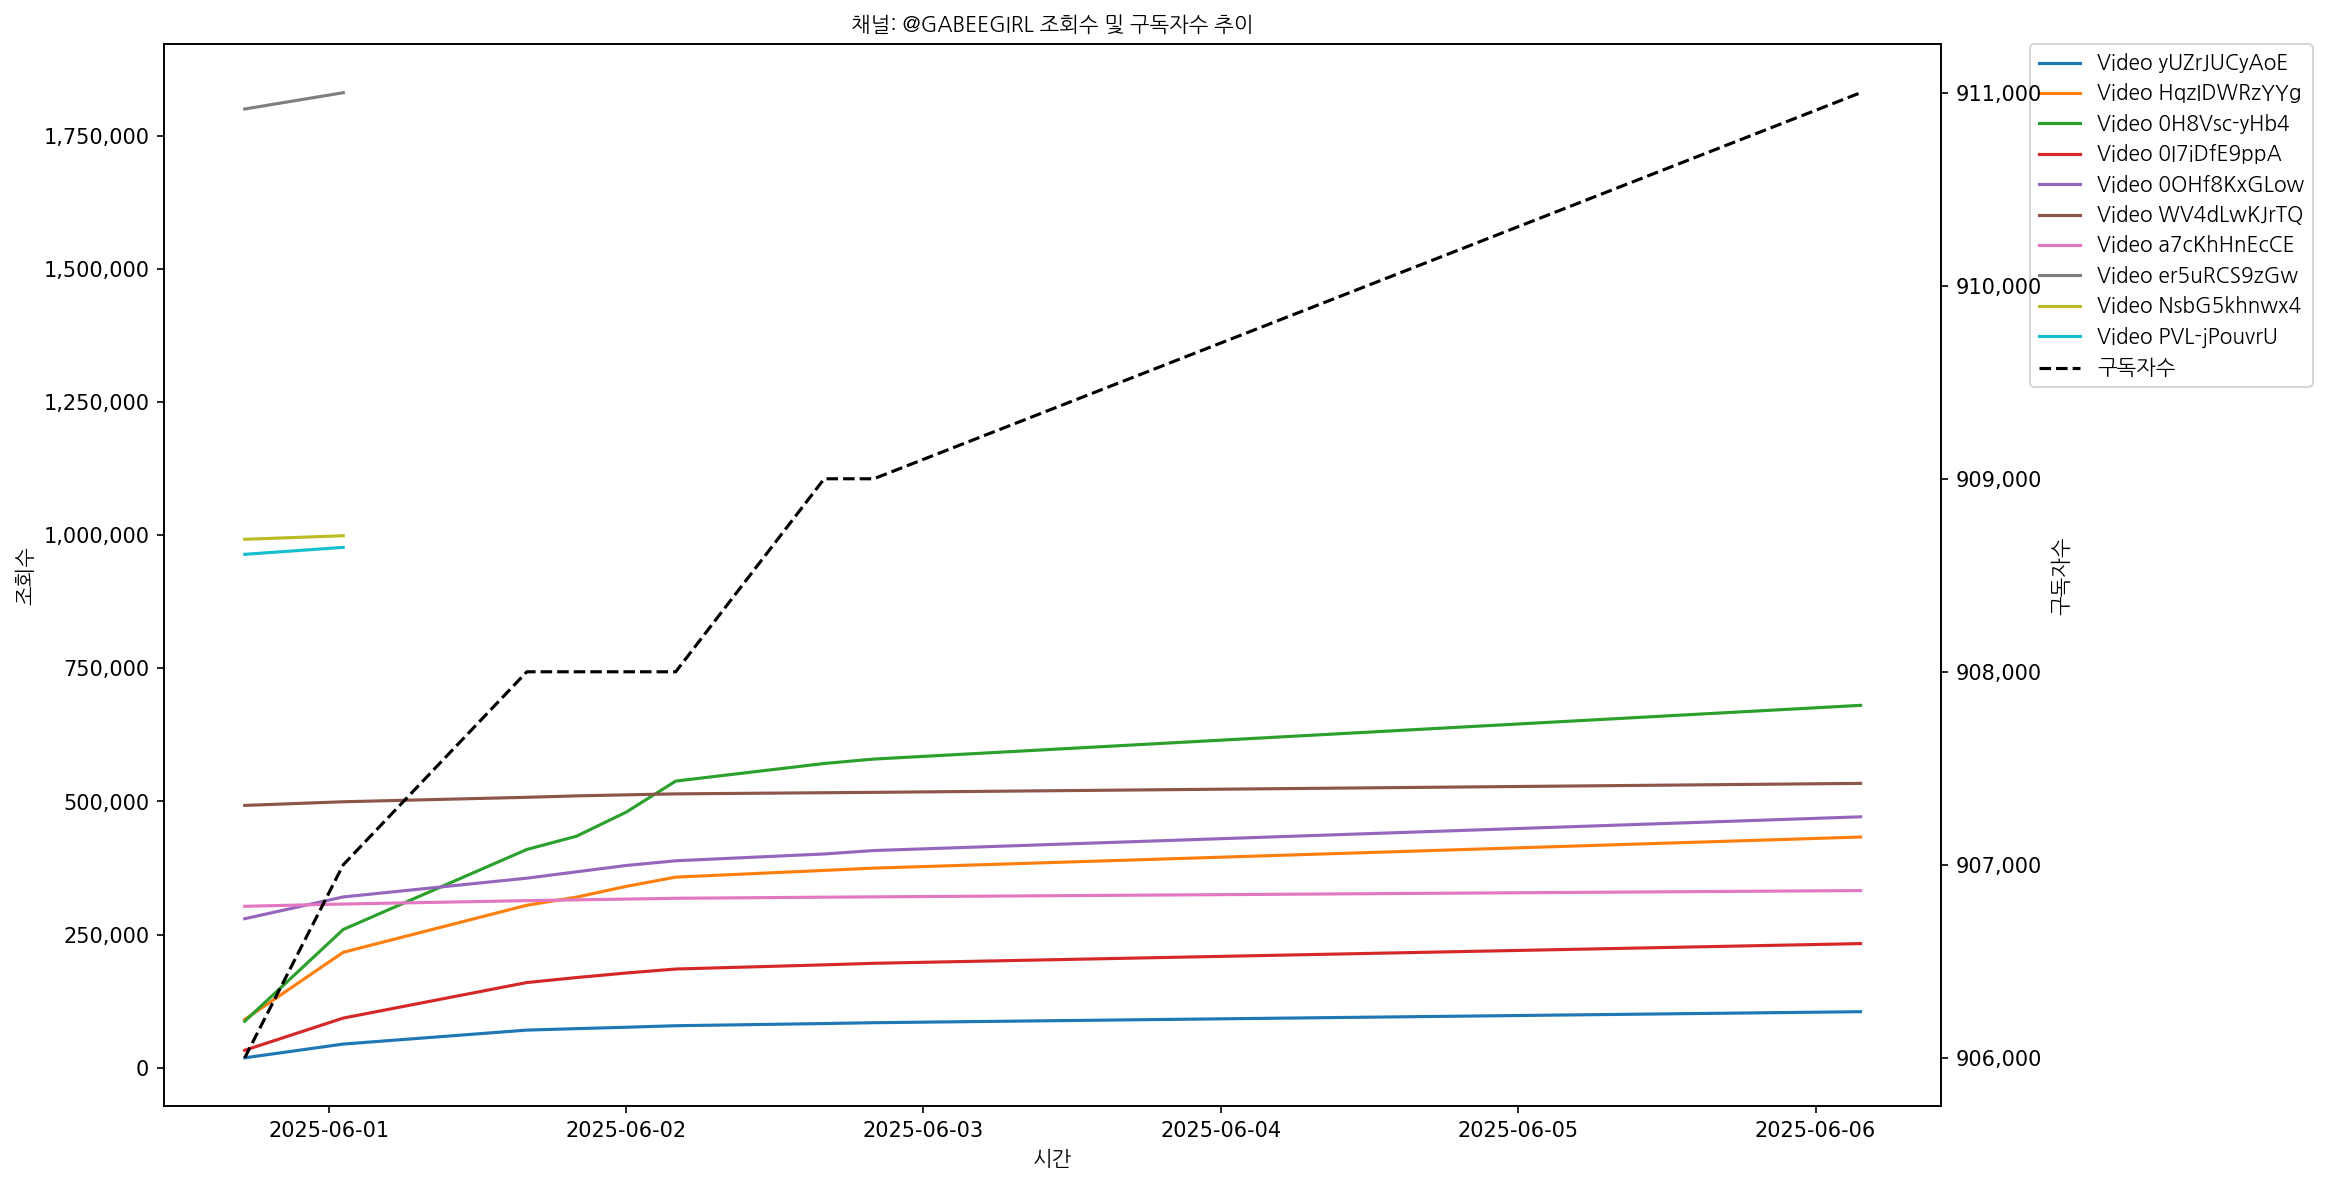 채널: @GABEEGIRL 조회수 및 구독자수 추이
1,750,000
1,500,000
1,250,000
1,000,000
750,000
500,000
250,000
0
조회수
911,000
910,000
909,000
908,000
907,000
906,000
구독자수
2025-06-01
2025-06-02
2025-06-03
2025-06-04
2025-06-05
2025-06-06
시간
Video yUZrJUCyAoE
Video HqzIDWRzYYg
Video 0H8Vsc-yHb4
Video 0I7iDfE9ppA
Video 0OHf8KxGLow
Video WV4dLwKJrTQ
Video a7cKhHnEcCE
Video er5uRCS9zGw
Video NsbG5khnwx4
Video PVL-jPouvrU
구독자수